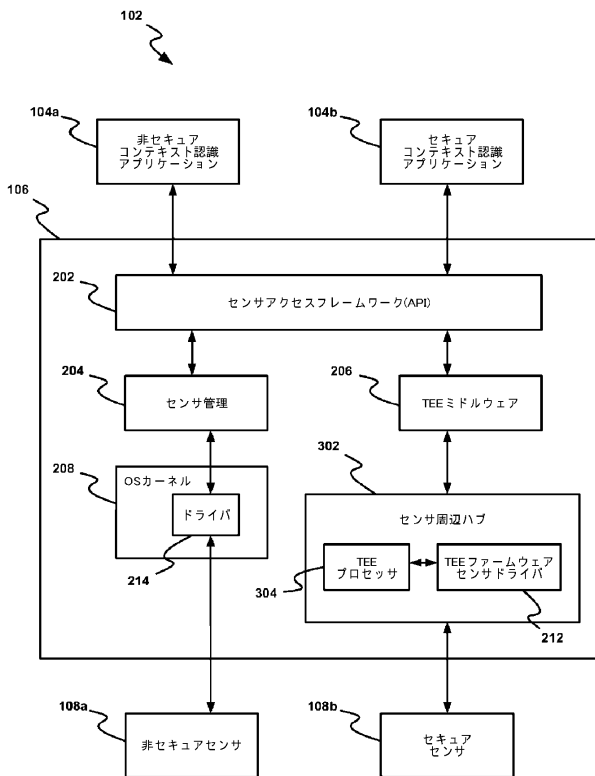 102
104a
非セキュア
コンテキスト認識
アプリケーション
104b
セキュア
コンテキスト認識
アプリケーション
106
202
センサアクセスフレームワーク(API)
204
センサ管理
206
TEEミドルウェア
208
OSカーネル
ドライバ
214
302
センサ周辺ハブ
TEE
プロセッサ
304
TEEファームウェア
センサドライバ
212
108a
非セキュアセンサ
108b
セキュア
センサ